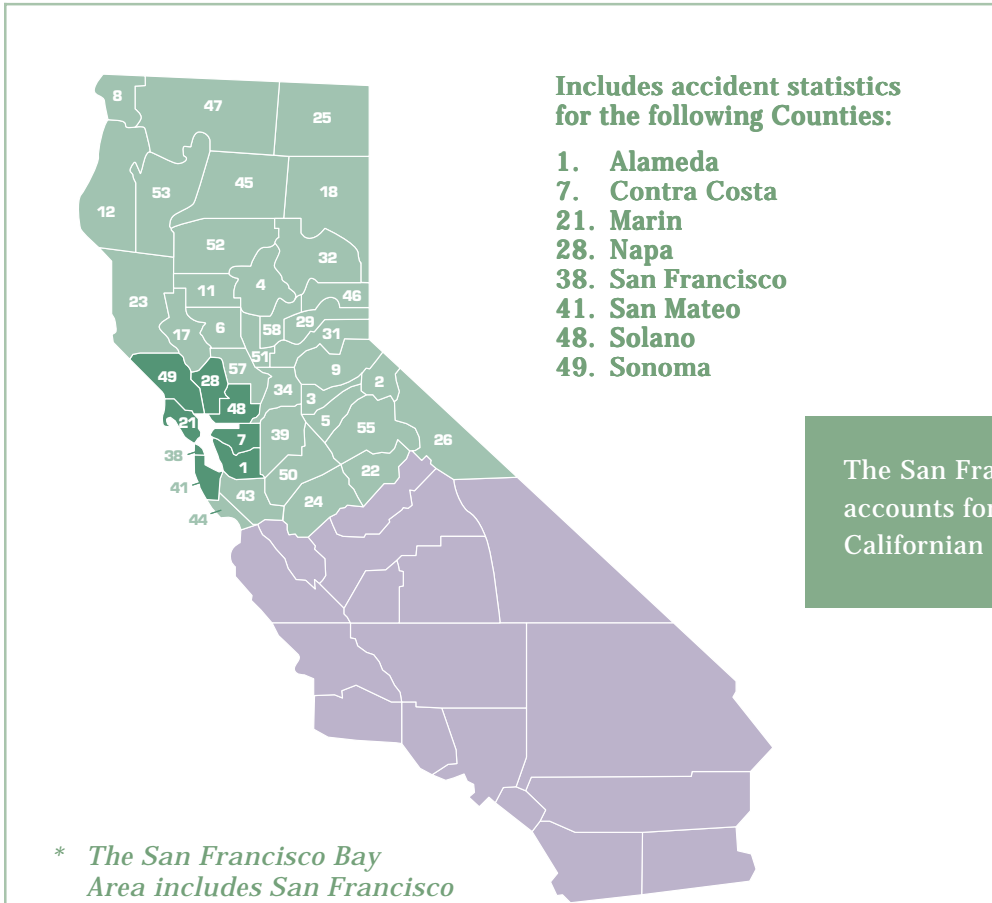 Includes accident statistics
for the following Counties:
1. Alameda
7. Contra Costa
21. Marin
28. Napa
38. San Francisco
41. San Mateo
48. Solano
49. Sonoma
8
47
25
53
45
18
12
52
32
4
11
46
23
6
58
29
31
17
51
57
9
49
28
2
34
48
3
21
5
55
39
7
26
38
1
22
50
41
43
24
44
The San Fra
accounts for
Californian
* The San Francisco Bay
Area includes San Francisco